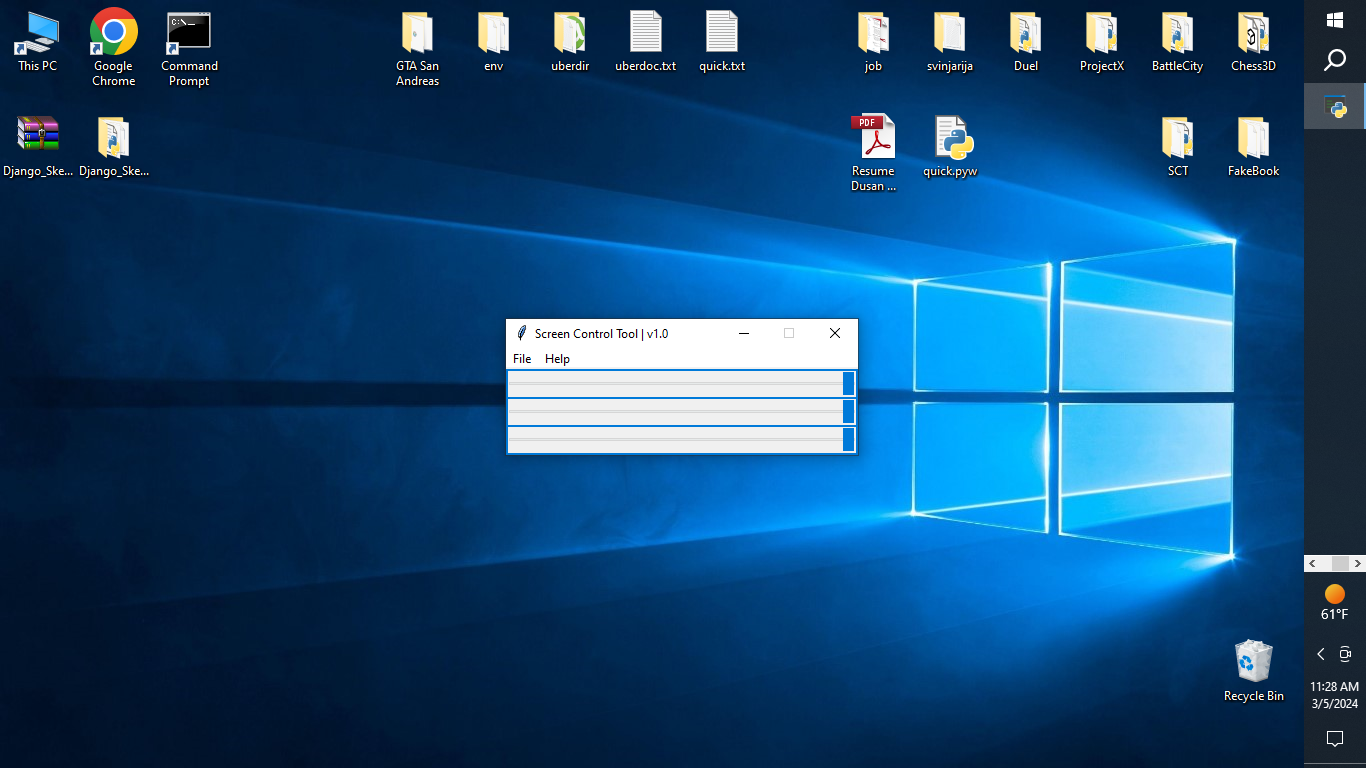 This PC
Google
Chrome
Command
Prompt
GTA San
Andreas
env
uberdir
uberdoc.txt
quick.txt
job
svinjarija
Duel
ProjectX
BattleCity
Chess3D
Django_Ske...
Django_Ske...
PDF
Resume
Dusan ...
quick.pyw
SCT
FakeBook
Screen Control Tool | v1.0
File Help
61°F
Recycle Bin
11:28 AM
3/5/2024